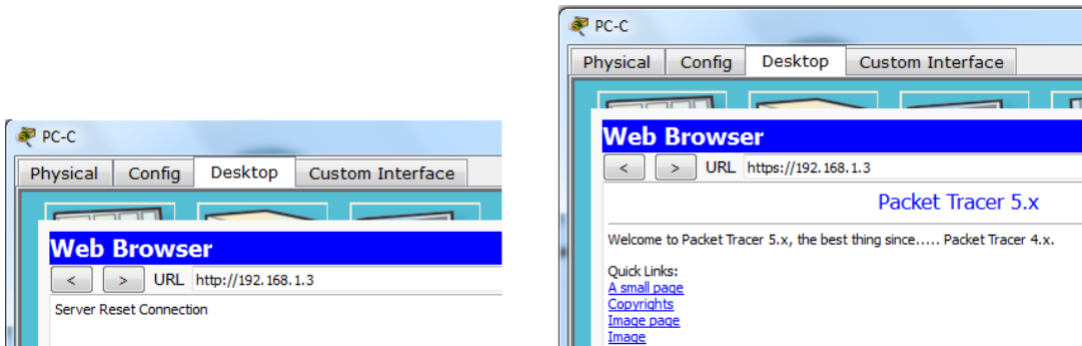 PC-C
Physical Config Desktop Custom Interface
Web Browser
< > URL http://192.168.1.3
Server Reset Connection
PC-C
Physical Config Desktop Custom Interface
Web Browser
< > URL https://192.168.1.3
Packet Tracer 5.x
Welcome to Packet Tracer 5.x, the best thing since..... Packet Tracer 4.x.
Quick Links:
A small page
Copyrights
Image page
Image